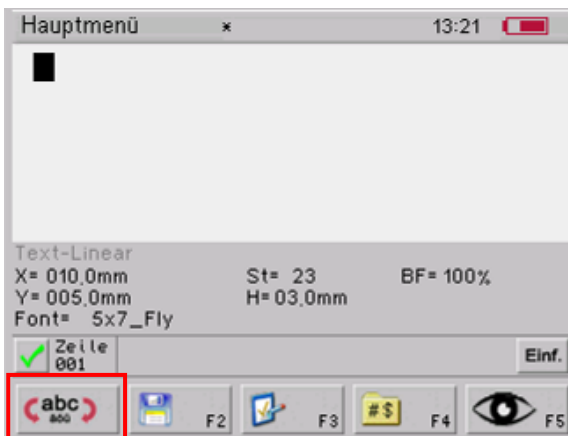 Hauptmenü * 13:21
Text-Linear
X= 010,0mm St= 23 BF= 100%
Y= 005,0mm H= 03,0mm
Font= 5x7_Fly
Zeile
001 Einf.
abc F2 F3 #$ F4 F5